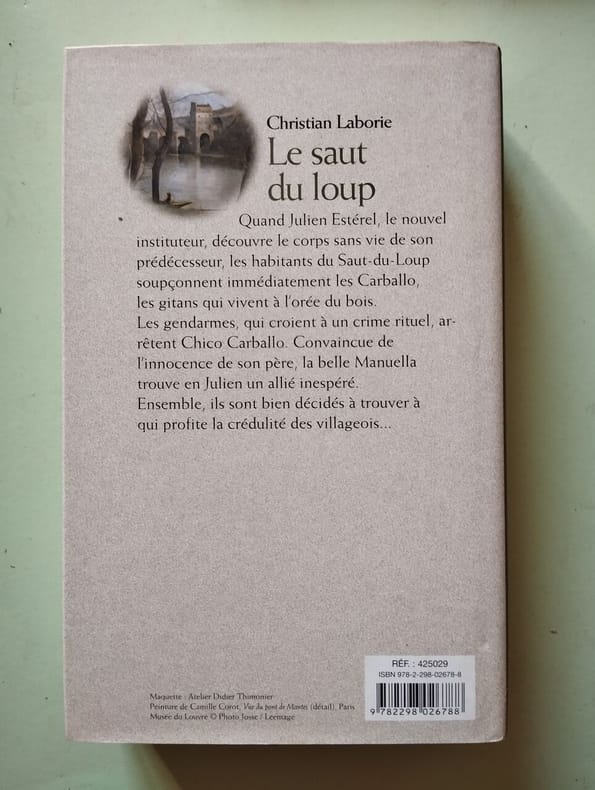 Christian Laborie
Le saut
du loup
Quand Julien Estérel, le nouvel
instituteur, découvre le corps sans vie de son
prédécesseur, les habitants du Saut-du-Loup
soupçonnent immédiatement les Carballo,
les gitans qui vivent à l'orée du bois.
Les gendarmes, qui croient à un crime rituel, ar-
rêtent Chico Carballo. Convaincue de
l'innocence de son père, la belle Manuella
trouve en Julien un allié inespéré.
Ensemble, ils sont bien décidés à trouver à
qui profite la crédulité des villageois...
Maquette : Atelier Didier Thimonier
Peinture de Camille Corot, Vue du pont de Mantes (détail), Paris
Musée du Louvre © Photo Josse / Leemage
RÉF. : 425029
ISBN 978-2-298-02678-8
9 782298 026788